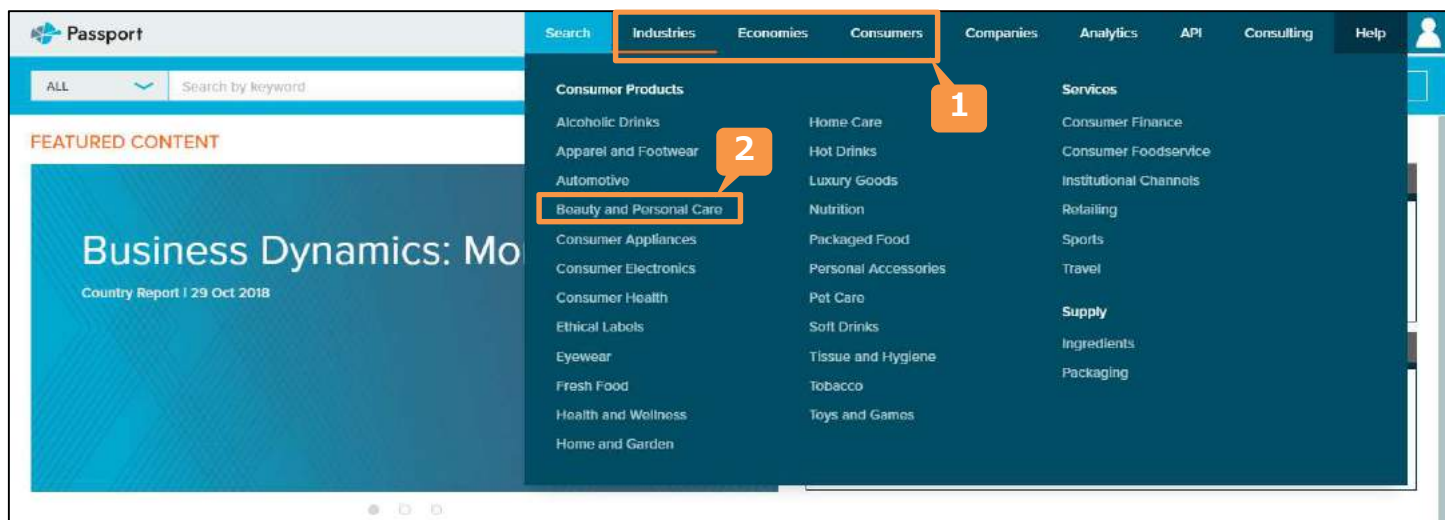 Passport
Search Industries Economies Consumers Companies Analytics API Consulting Help
ALL Search by keyword
1
FEATURED CONTENT
2
Business Dynamics: Mo
Country Report | 29 Oct 2018
Consumer Products
Alcoholic Drinks
Apparel and Footwear
Automotive
Beauty and Personal Care
Consumer Appliances
Consumer Electronics
Consumer Health
Ethical Labels
Eyewear
Fresh Food
Health and Wellness
Home and Garden
Home Care
Hot Drinks
Luxury Goods
Nutrition
Packaged Food
Personal Accessories
Pet Care
Soft Drinks
Tissue and Hygiene
Tobacco
Toys and Games
Services
Consumer Finance
Consumer Foodservice
Institutional Channels
Retailing
Sports
Travel
Supply
Ingredients
Packaging